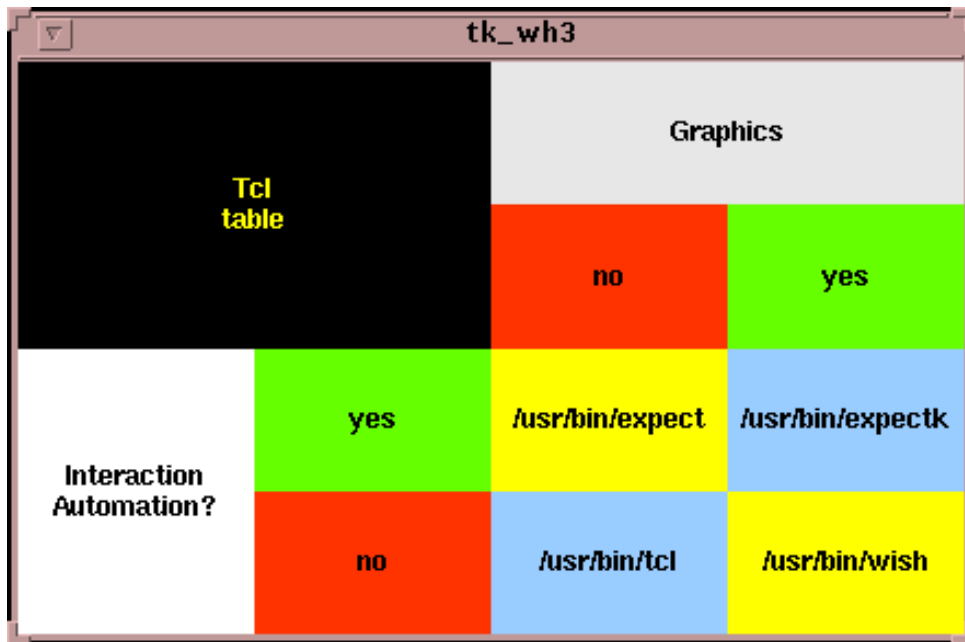 tk_wh3
Tcl
table
Graphics
no
yes
Interaction
Automation?
yes
/usr/bin/expect
/usr/bin/expectk
no
/usr/bin/tcl
/usr/bin/wish